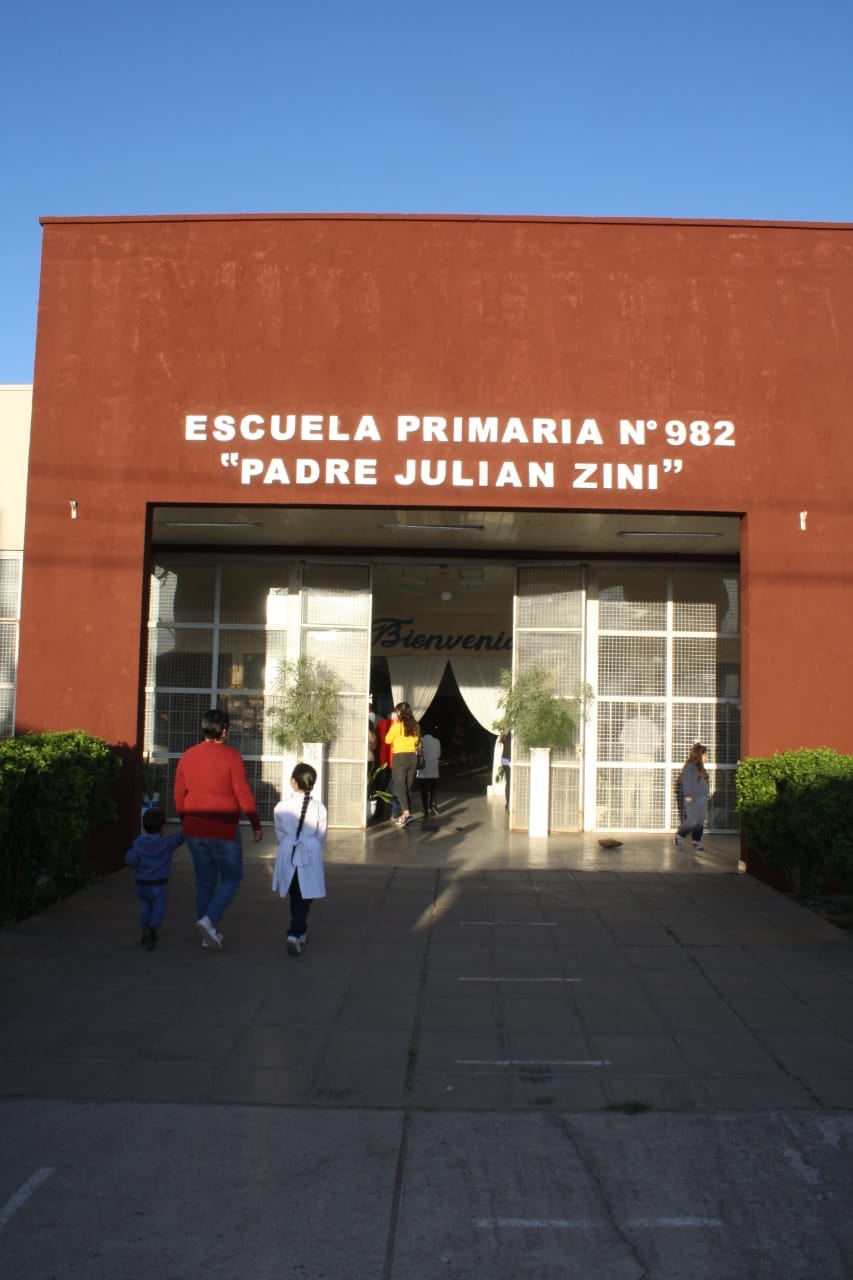 ESCUELA PRIMARIA N° 982
"PADRE JULIAN ZINI"